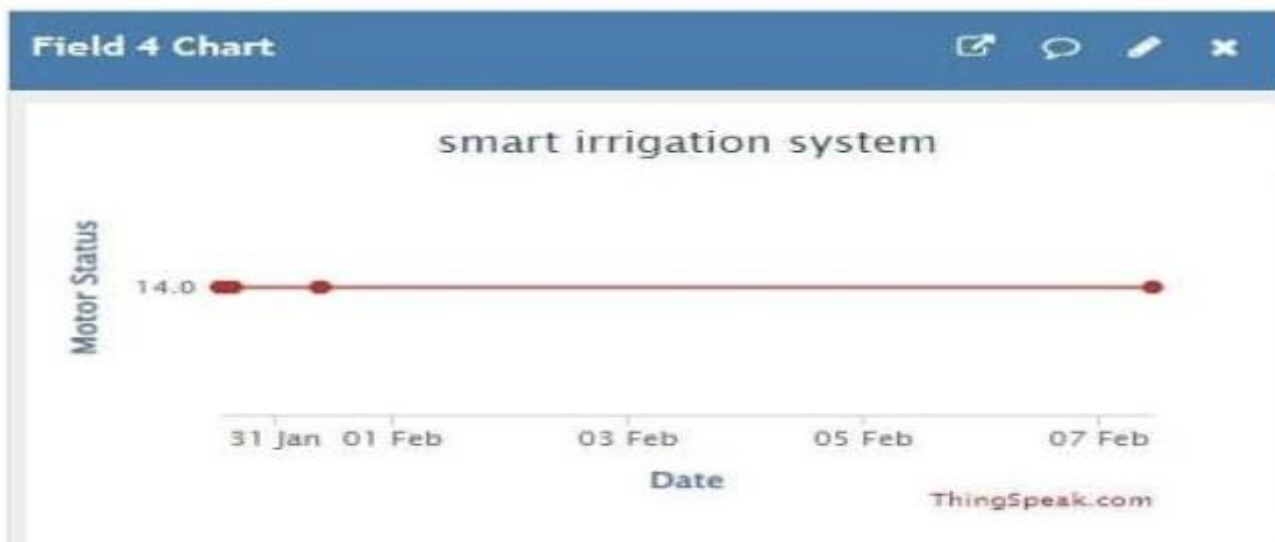 Field 4 Chart
smart irrigation system
Motor Status
14.0
31 Jan 01 Feb 03 Feb 05 Feb 07 Feb
Date
ThingSpeak.com